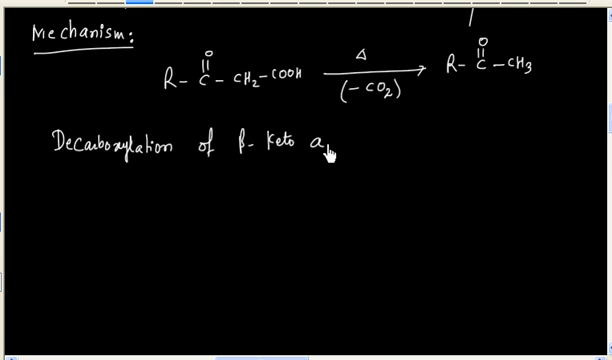 Mechanism:
O O
R - C - CH2 - COOH Δ R - C - CH3
(- CO2)
Decarboxylation of β- Keto a